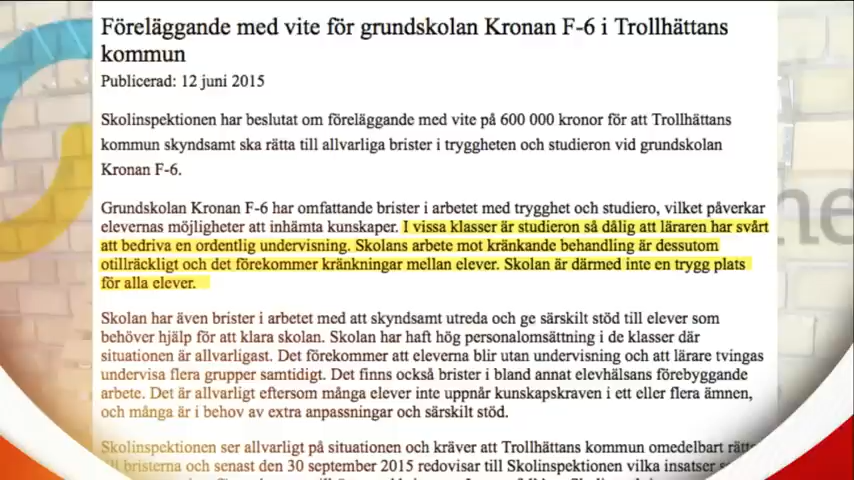 Föreläggande med vite för grundskolan Kronan F-6 i Trollhättans
kommun
Publicerad: 12 juni 2015
Skolinspektionen har beslutat om föreläggande med vite på 600 000 kronor för att Trollhättans
kommun skyndsamt ska rätta till allvarliga brister i tryggheten och studieron vid grundskolan
Kronan F-6.
Grundskolan Kronan F-6 har omfattande brister i arbetet med trygghet och studiero, vilket påverkar
elevernas möjligheter att inhämta kunskaper. I vissa klasser är studieron så dålig att läraren har svårt
att bedriva en ordentlig undervisning. Skolans arbete mot kränkande behandling är dessutom
otillräckligt och det förekommer kränkningar mellan elever. Skolan är därmed inte en trygg plats
för alla elever.
Skolan har även brister i arbetet med att skyndsamt utreda och ge särskilt stöd till elever som
behöver hjälp för att klara skolan. Skolan har haft hög personalomsättning i de klasser där
situationen är allvarligast. Det förekommer att eleverna blir utan undervisning och att lärare tvingas
undervisa flera grupper samtidigt. Det finns också brister i bland annat elevhälsans förebyggande
arbete. Det är allvarligt eftersom många elever inte uppnår kunskapskraven i ett eller flera ämnen,
och många är i behov av extra anpassningar och särskilt stöd.
Skolinspektionen ser allvarligt på situationen och kräver att Trollhättans kommun omedelbart
bristerna och senast den 30 september 2015 redovisar till Skolinspektionen vilka insatser